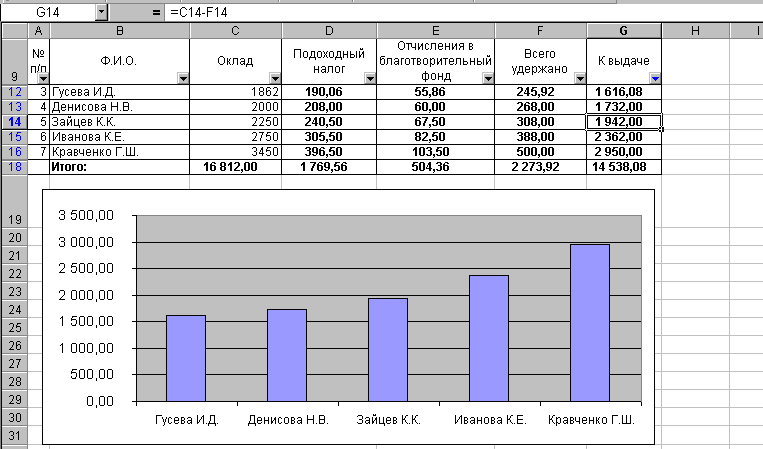 G14 = =C14-F14
A B C D E F G H I
9 № п/п Ф.И.О. Оклад Подоходный налог Отчисления в благотворительный фонд Всего удержано К выдаче
12 3 Гусева И.Д. 1862 190,06 55,86 245,92 1 616,08
13 4 Денисова Н.В. 2000 208,00 60,00 268,00 1 732,00
14 5 Зайцев К.К. 2250 240,50 67,50 308,00 1 942,00
15 6 Иванова К.Е. 2750 305,50 82,50 388,00 2 362,00
16 7 Кравченко Г.Ш. 3450 396,50 103,50 500,00 2 950,00
18 Итого: 16 812,00 1 769,56 504,36 2 273,92 14 538,08
19
20
21
22
23
24
25
26
27
28
29
30
31
3 500,00
3 000,00
2 500,00
2 000,00
1 500,00
1 000,00
500,00
0,00
Гусева И.Д. Денисова Н.В. Зайцев К.К. Иванова К.Е. Кравченко Г.Ш.